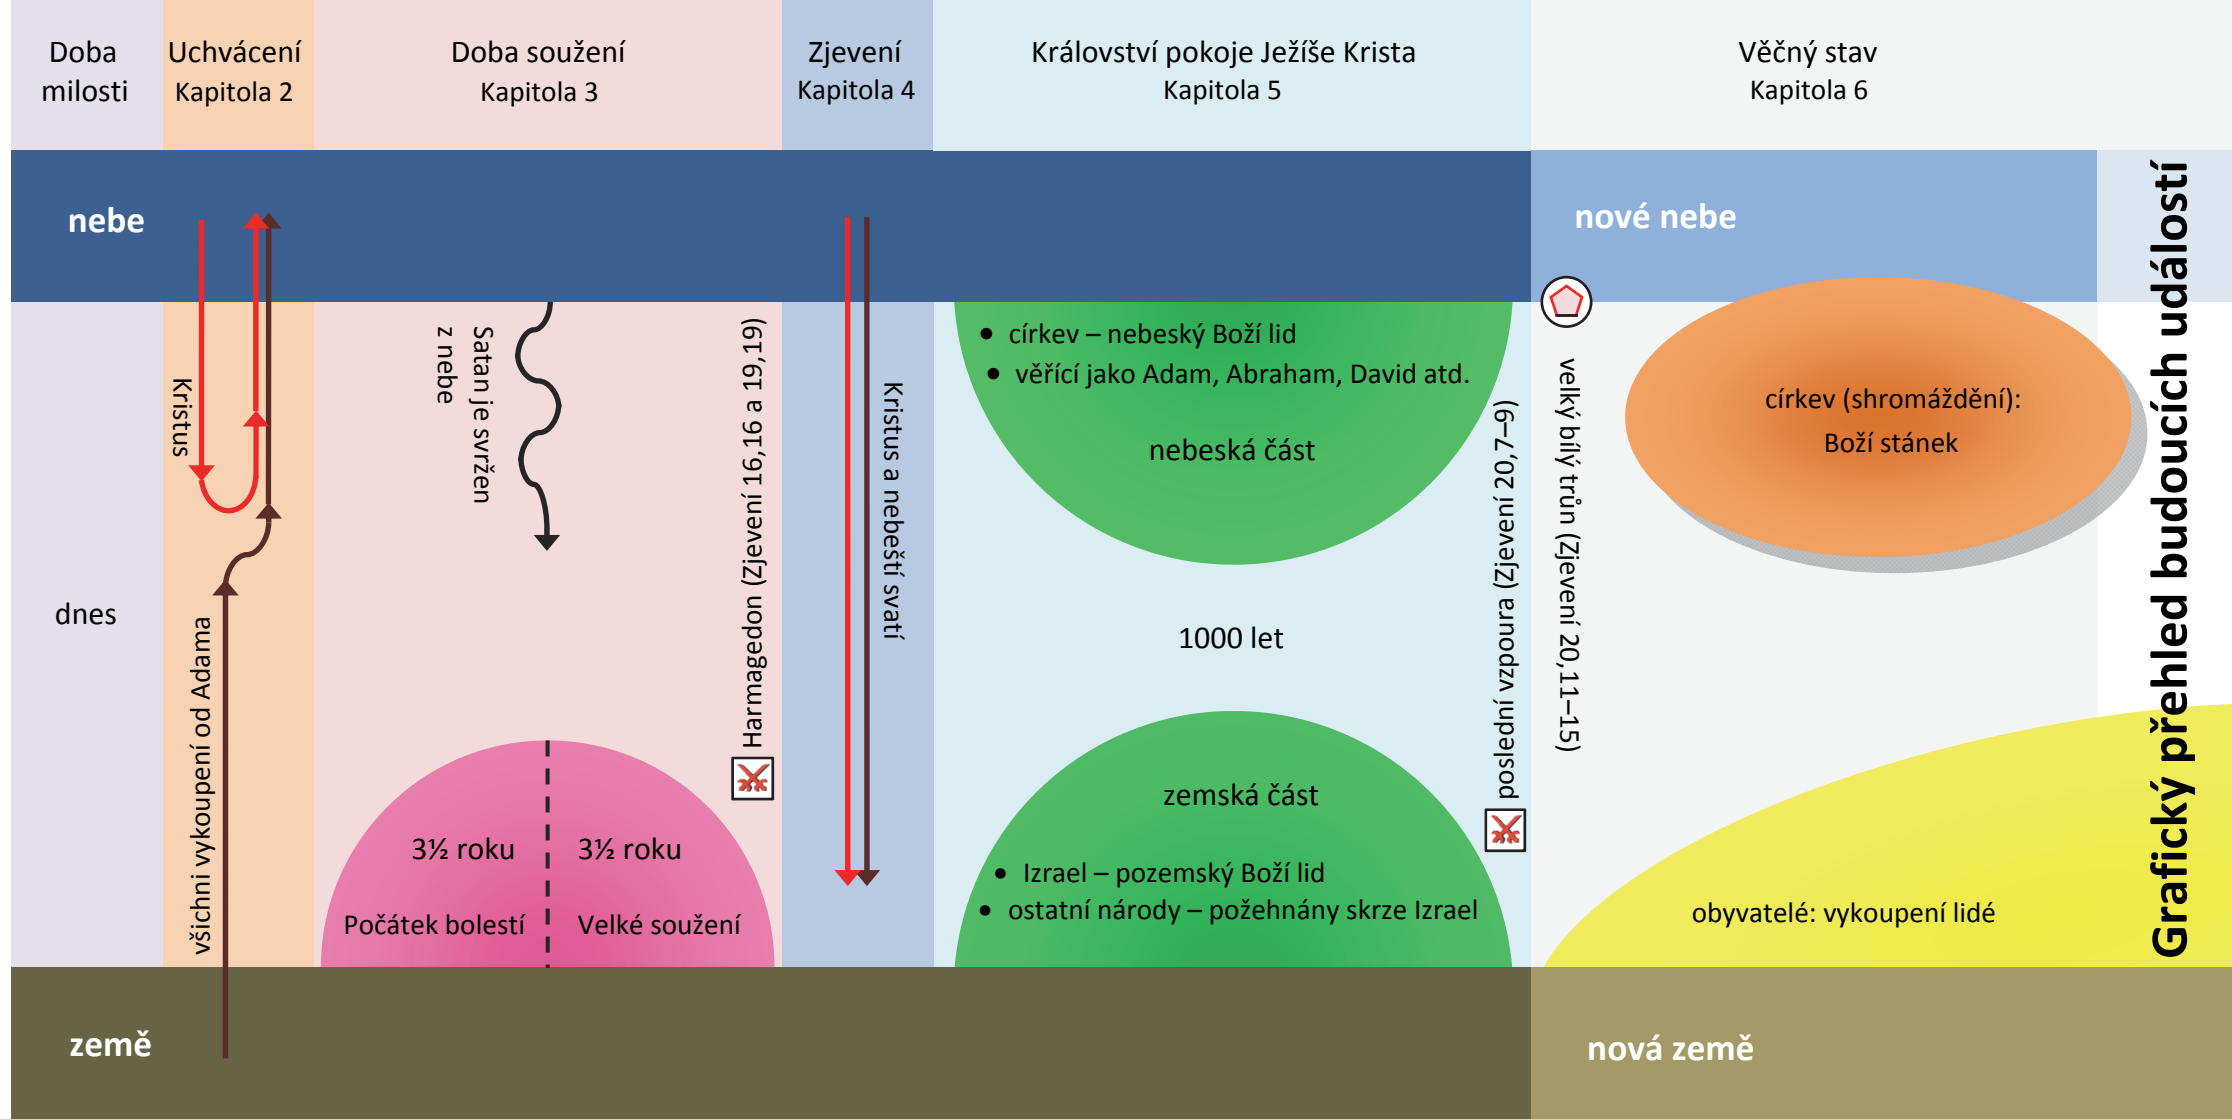 Doba
milosti
Uchvácení
Kapitola 2
Doba soužení
Kapitola 3
Zjevení
Kapitola 4
Království pokoje Ježíše Krista
Kapitola 5
Věčný stav
Kapitola 6
nebe
nové nebe
dnes
Kristus
všichni vykoupení od Adama
Satan je svržen
z nebe
Harmagedon (Zjevení 16,16 a 19,19)
3½ roku
3½ roku
Počátek bolestí
Velké soužení
Kristus a nebeští svatí
• církev – nebeský Boží lid
• věřící jako Adam, Abraham, David atd.
nebeská část
1000 let
zemská část
• Izrael – pozemský Boží lid
• ostatní národy – požehnány skrze Izrael
poslední vzpoura (Zjevení 20,7–9)
velký bílý trůn (Zjevení 20,11–15)
církev (shromáždění):
Boží stánek
obyvatelé: vykoupení lidé
země
nová země
Grafický přehled budoucích událostí